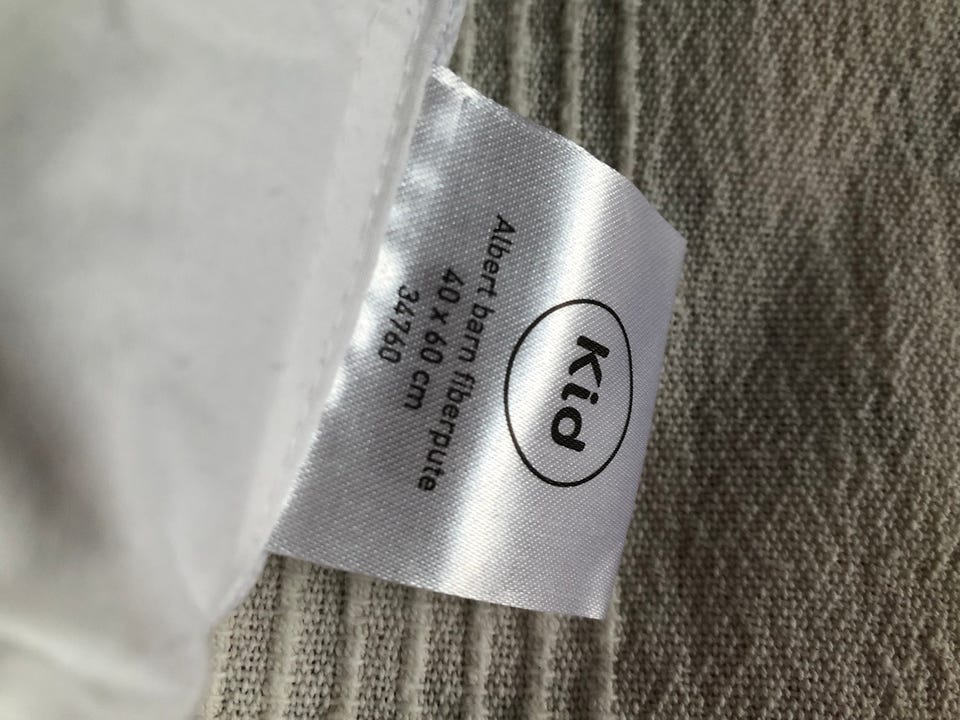 Kid
Albert barn fiberpute
40 x 60 cm
34760